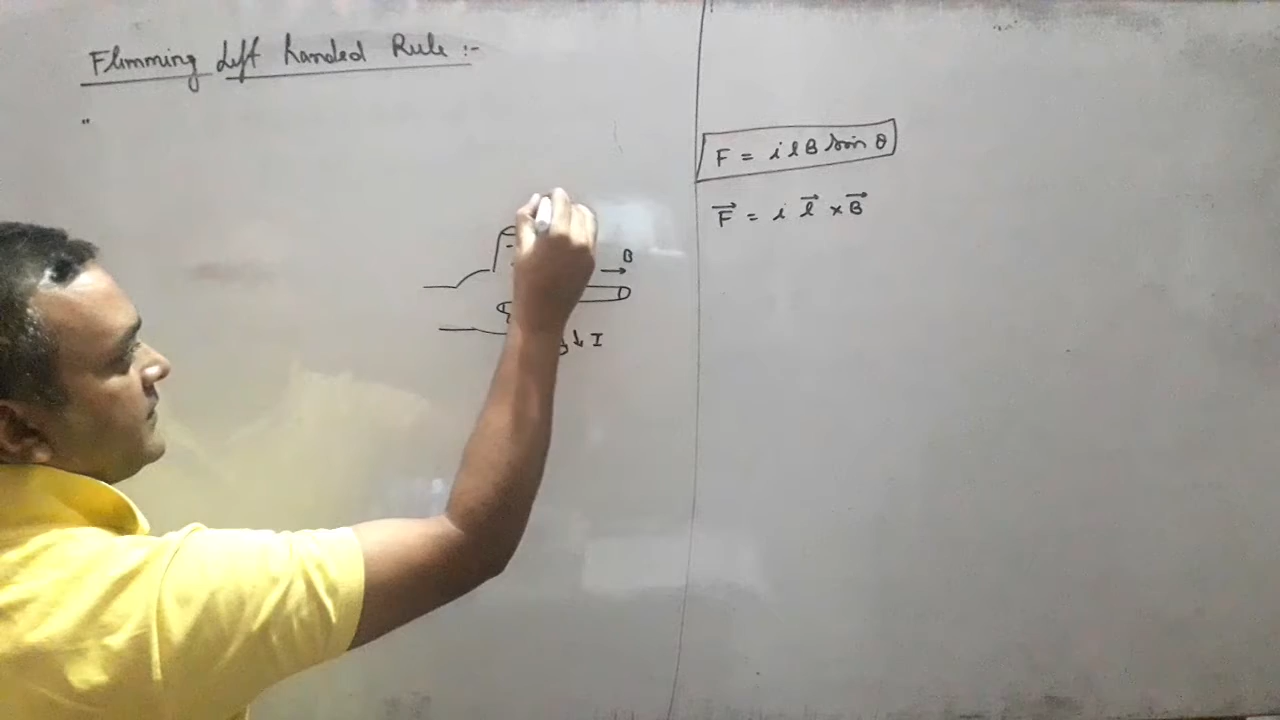 Flimming Left handed Rule :-
"
F = i l B sin θ
F⃗ = i l⃗ × B⃗
B
↓ I